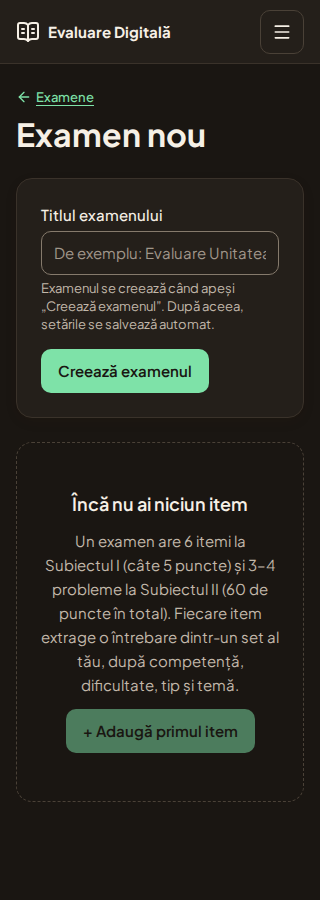 Evaluare Digitală
Examene
Examen nou
Titlul examenului
De exemplu: Evaluare Unitatea
Examenul se creează când apeși
„Creează examenul”. După aceea,
setările se salvează automat.
Creează examenul
Încă nu ai niciun item
Un examen are 6 itemi la
Subiectul I (câte 5 puncte) și 3–4
probleme la Subiectul II (60 de
puncte în total). Fiecare item
extrage o întrebare dintr-un set al
tău, după competență,
dificultate, tip și temă.
+ Adaugă primul item